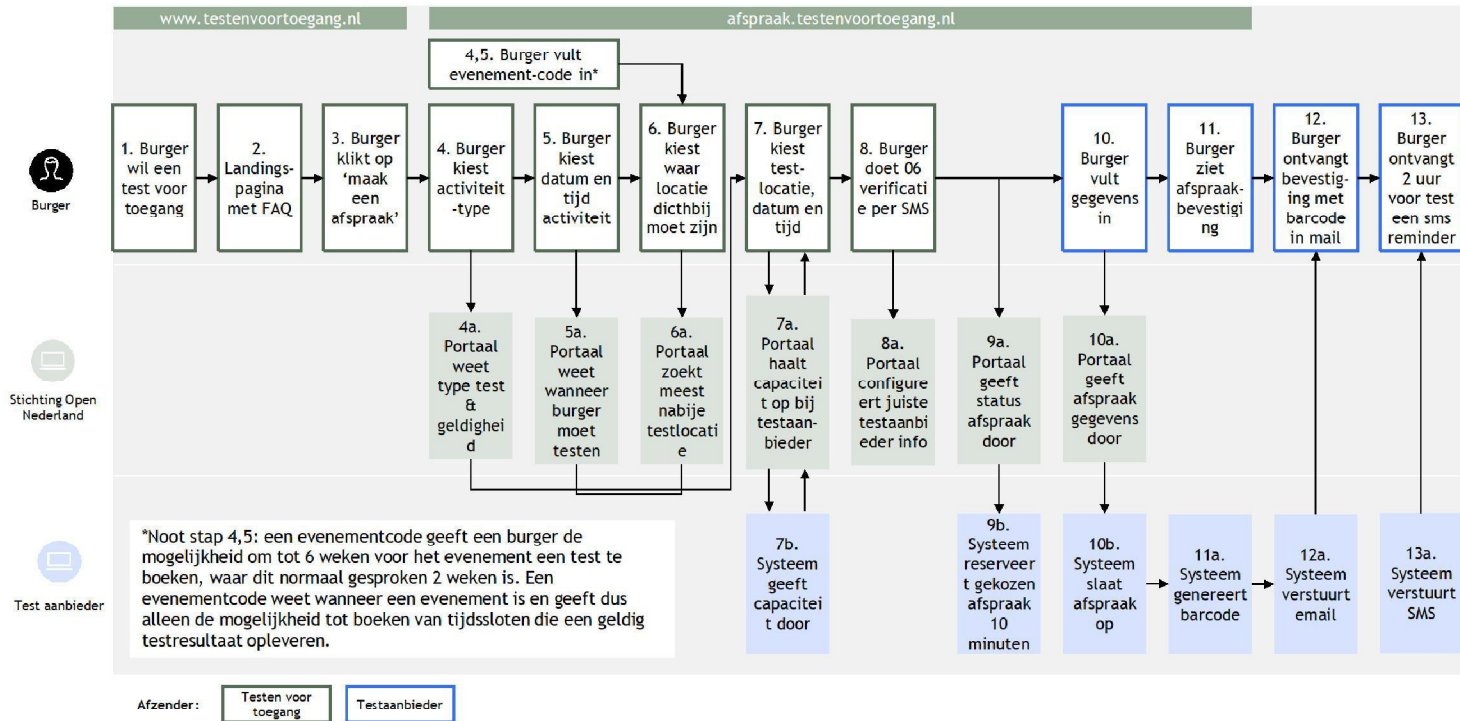 www.testenvoortoegang.nl
afspraak.testenvoortoegang.nl
4,5. Burger vult
evenement-code in*
1. Burger
wil een
test voor
toegang
2.
Landings-
pagina
met FAQ
3. Burger
klikt op
‘maak
een
afspraak’
4. Burger
kiest
activiteit
-type
5. Burger
kiest
datum en
tijd
activiteit
6. Burger
kiest
waar
locatie
dicthbij
moet zijn
7. Burger
kiest
test-
locatie,
datum en
tijd
8. Burger
doet 06
verificati
e per SMS
10.
Burger
vult
gegevens
in
11.
Burger
ziet
afspraak-
bevestigi
ng
12.
Burger
ontvangt
bevestig-
ing met
barcode
in mail
13.
Burger
ontvangt
2 uur
voor test
een sms
reminder
Burger
4a.
Portaal
weet
type test
&
geldighei
d
5a.
Portaal
weet
wanneer
burger
moet
testen
6a.
Portaal
zoekt
meest
nabije
testlocati
e
7a.
Portaal
haalt
capacitei
t op bij
testaan-
bieder
8a.
Portaal
configure
ert juiste
testaanbi
eder info
9a.
Portaal
geeft
status
afspraak
door
10a.
Portaal
geeft
afspraak
gegevens
door
Stichting Open
Nederland
*Noot stap 4,5: een evenementcode geeft een burger de
mogelijkheid om tot 6 weken voor het evenement een test te
boeken, waar dit normaal gesproken 2 weken is. Een
evenementcode weet wanneer een evenement is en geeft dus
alleen de mogelijkheid tot boeken van tijdssloten die een geldig
testresultaat opleveren.
7b.
Systeem
geeft
capacitei
t door
9b.
Systeem
reserveer
t gekozen
afspraak
10
minuten
10b.
Systeem
slaat
afspraak
op
11a.
Systeem
genereert
barcode
12a.
Systeem
verstuurt
email
13a.
Systeem
verstuurt
SMS
Test aanbieder
Afzender:
Testen voor
toegang
Testaanbieder